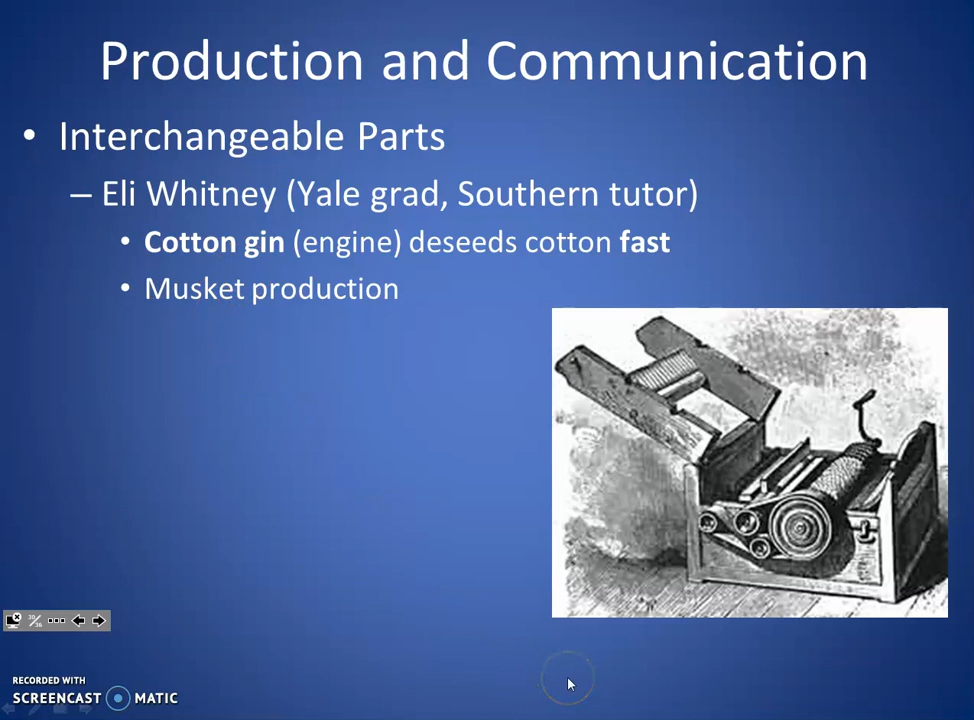 Production and Communication
• Interchangeable Parts
– Eli Whitney (Yale grad, Southern tutor)
• Cotton gin (engine) deseeds cotton fast
• Musket production
RECORDED WITH
SCREENCAST MATIC